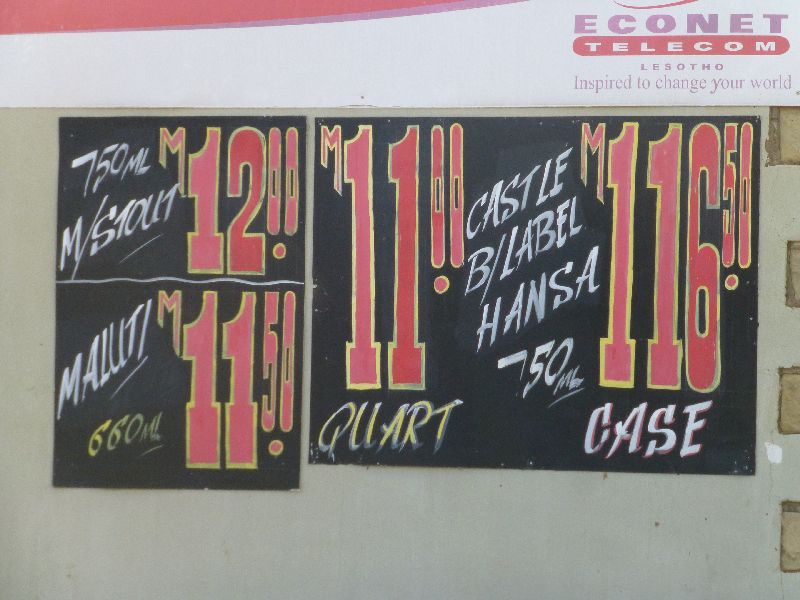 ECONET
TELECOM
LESOTHO
Inspired to change your world
750ML
M/STOUT
M12.00
MALUTI
660ML
M11.50
M11.00
QUART
CASTLE
B/LABEL
HANSA
750ML
M116.50
CASE